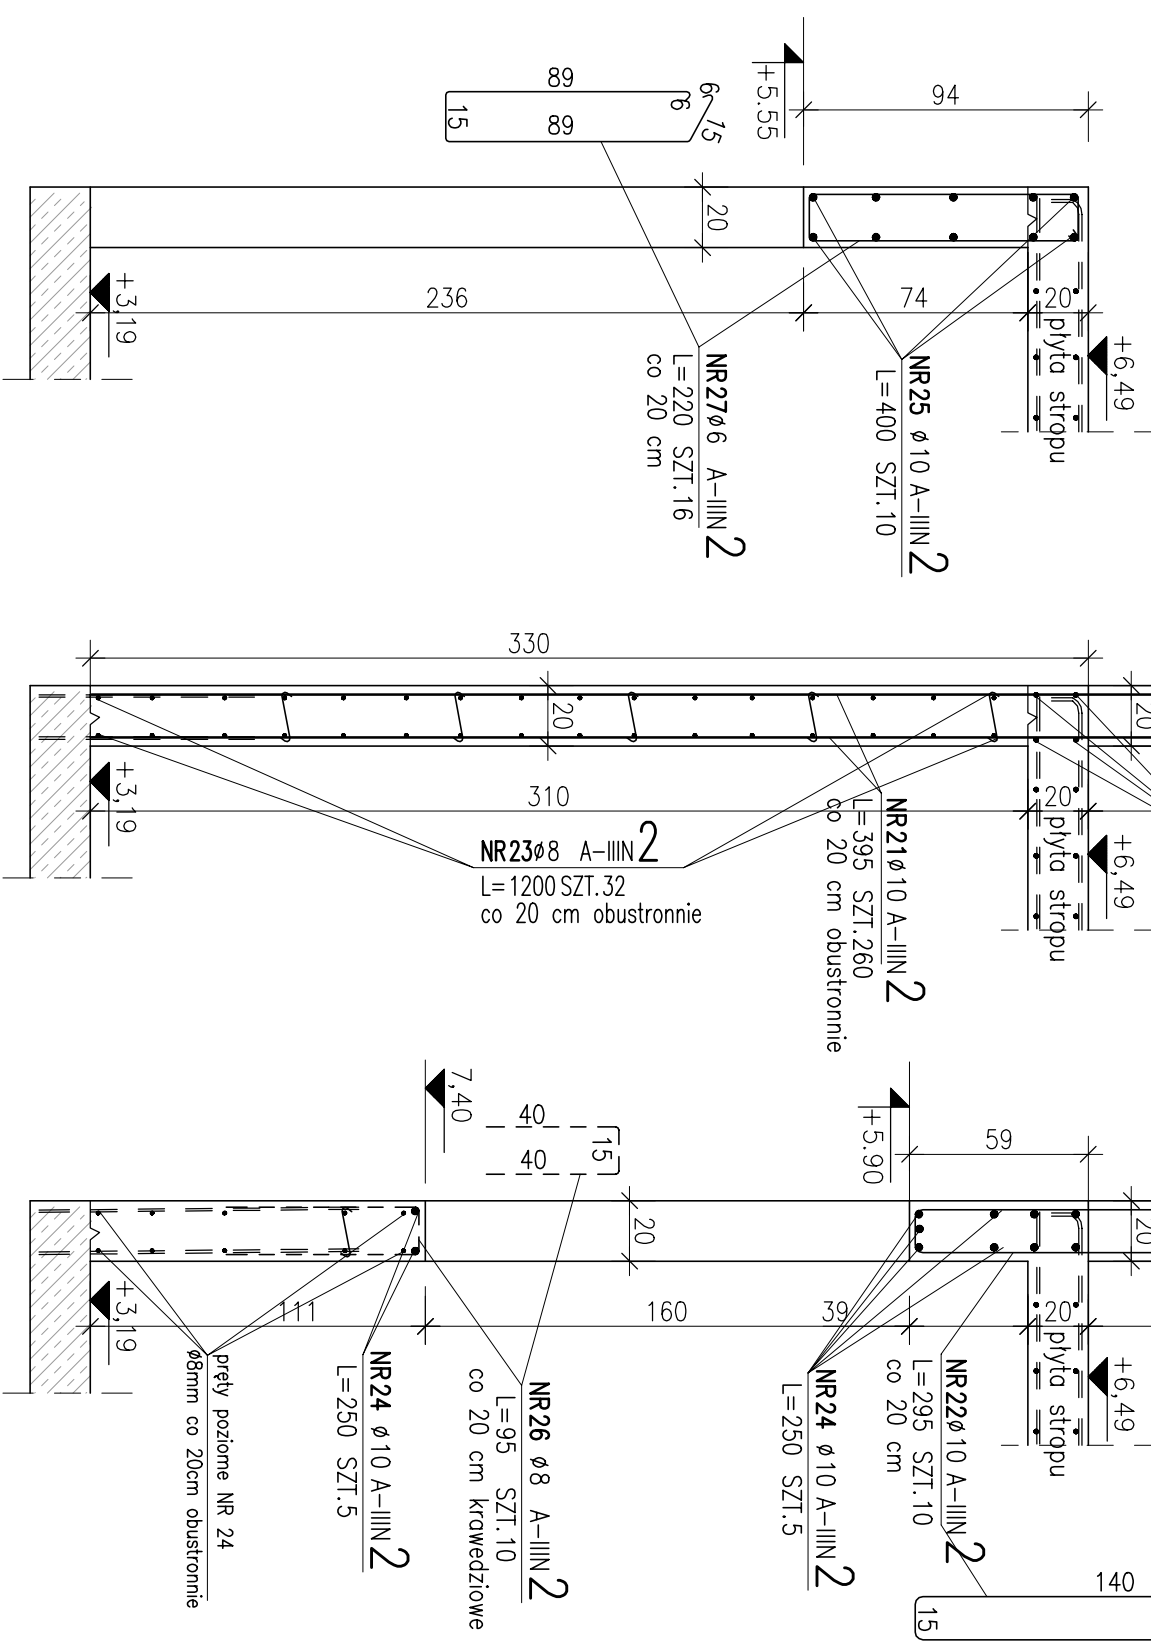 89
89
15
6
6
15
+5.55
94
20
236
74
20
+3,19
+6,49
płyta stropu
NR27ø6 A-IIIN 2
L=220 SZT.16
co 20 cm
NR25 ø10 A-IIIN 2
L=400 SZT.10
330
20
20
310
20
+3,19
+6,49
płyta stropu
NR23ø8 A-IIIN 2
L=1200 SZT.32
co 20 cm obustronnie
NR21ø10 A-IIIN 2
L=395 SZT.260
co 20 cm obustronnie
7,40
40
40
15
+5.90
59
20
20
111
160
39
20
+3,19
+6,49
płyta stropu
pręty poziome NR 24
ø8mm co 20cm obustronnie
NR24 ø10 A-IIIN 2
L=250 SZT.5
NR26 ø8 A-IIIN 2
L=95 SZT.10
co 20 cm krawedziowe
NR24 ø10 A-IIIN 2
L=250 SZT.5
NR22ø10 A-IIIN 2
L=295 SZT.10
co 20 cm
140
15